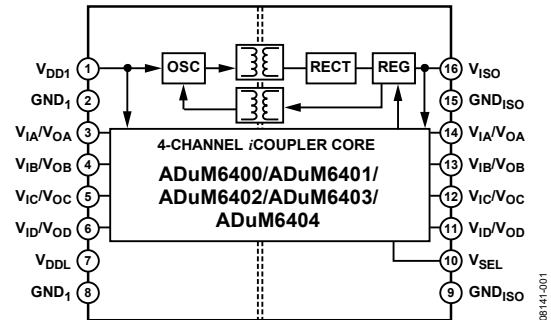 OSC
RECT
REG
V_DD1 1
16 V_ISO
GND_1 2
15 GND_ISO
V_IA/V_OA 3
14 V_IA/V_OA
V_IB/V_OB 4
13 V_IB/V_OB
V_IC/V_OC 5
12 V_IC/V_OC
V_ID/V_OD 6
11 V_ID/V_OD
V_DDL 7
10 V_SEL
GND_1 8
9 GND_ISO
4-CHANNEL iCOUPLER CORE
ADuM6400/ADuM6401/
ADuM6402/ADuM6403/
ADuM6404
08141-001